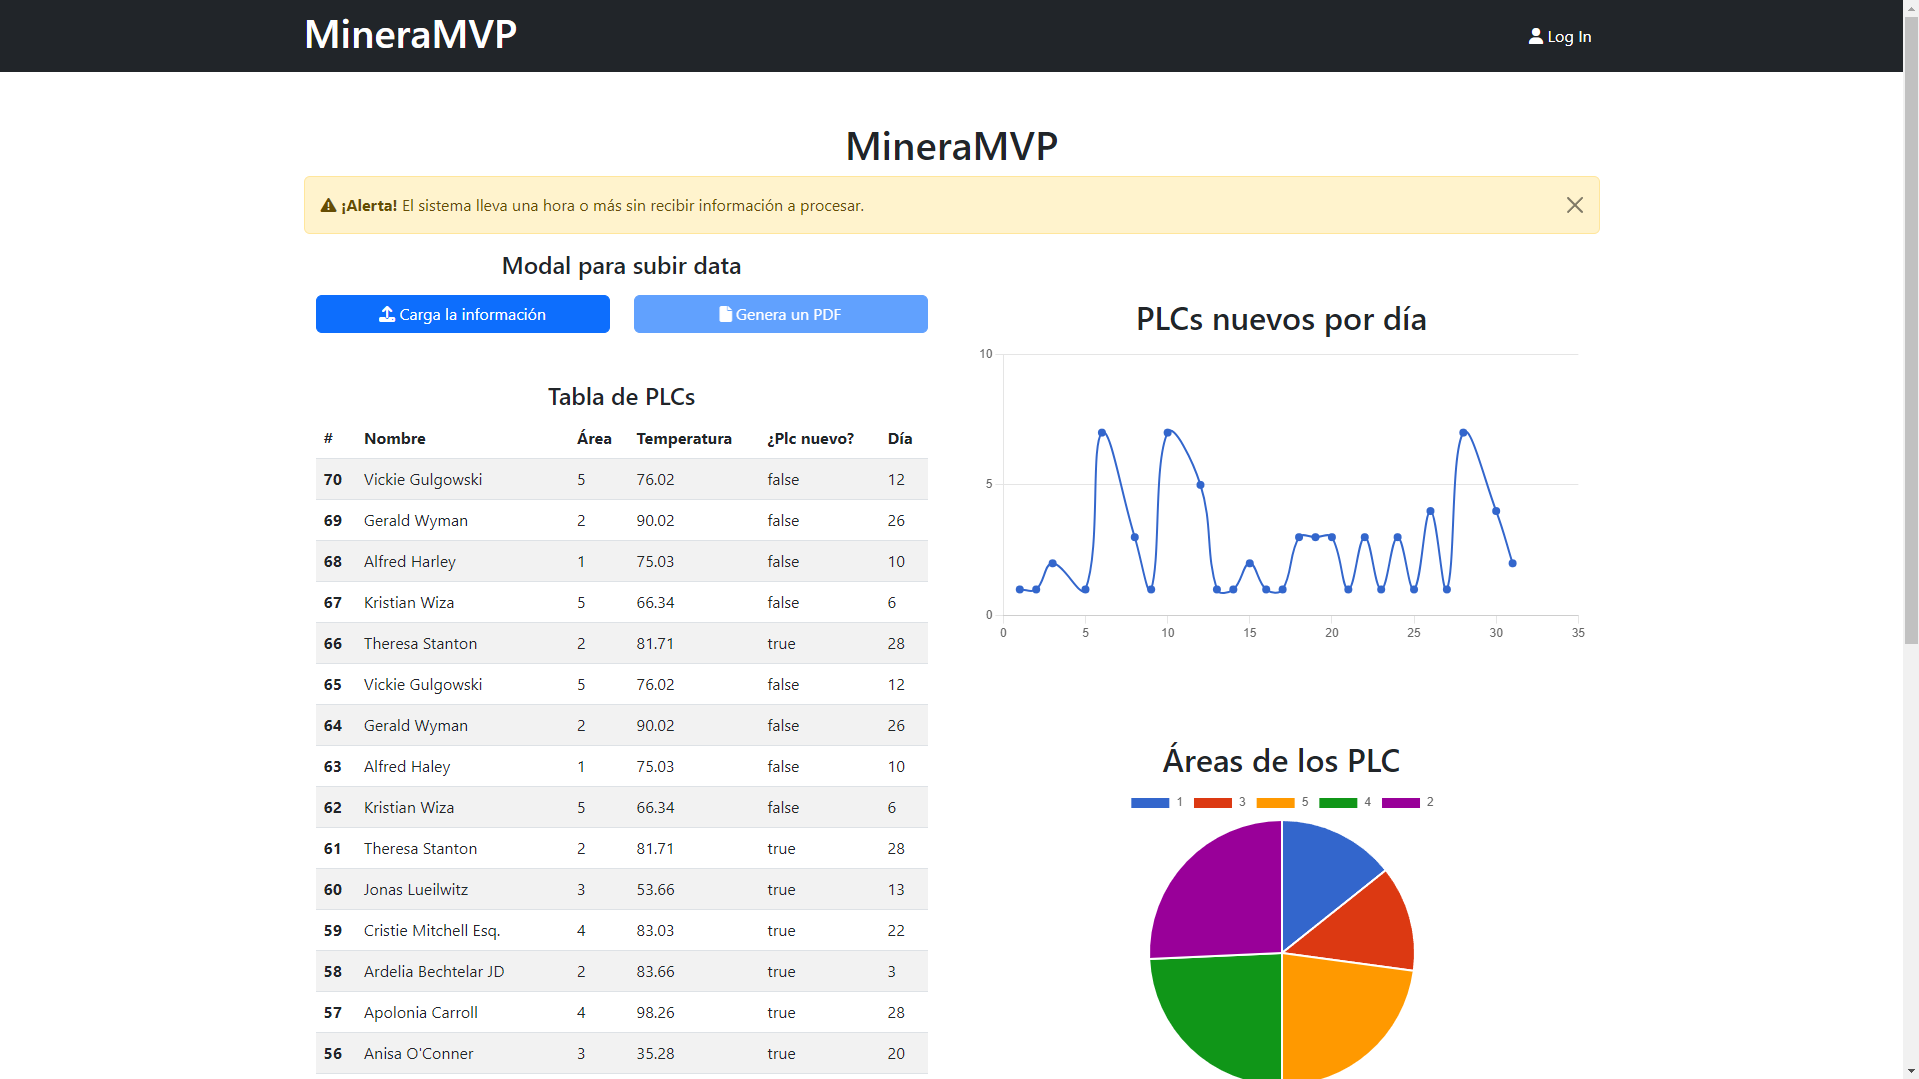 MineraMVP
Log In
MineraMVP
¡Alerta! El sistema lleva una hora o más sin recibir información a procesar.
Modal para subir data
Carga la información
Genera un PDF
Tabla de PLCs
# Nombre Área Temperatura ¿Plc nuevo? Día
70 Vickie Gulgowski 5 76.02 false 12
69 Gerald Wyman 2 90.02 false 26
68 Alfred Harley 1 75.03 false 10
67 Kristian Wiza 5 66.34 false 6
66 Theresa Stanton 2 81.71 true 28
65 Vickie Gulgowski 5 76.02 false 12
64 Gerald Wyman 2 90.02 false 26
63 Alfred Haley 1 75.03 false 10
62 Kristian Wiza 5 66.34 false 6
61 Theresa Stanton 2 81.71 true 28
60 Jonas Lueilwitz 3 53.66 true 13
59 Cristie Mitchell Esq. 4 83.03 true 22
58 Ardelia Bechtelar JD 2 83.66 true 3
57 Apolonia Carroll 4 98.26 true 28
56 Anisa O'Conner 3 35.28 true 20
PLCs nuevos por día
10
5
0
0 5 10 15 20 25 30 35
Áreas de los PLC
1 3 5 4 2